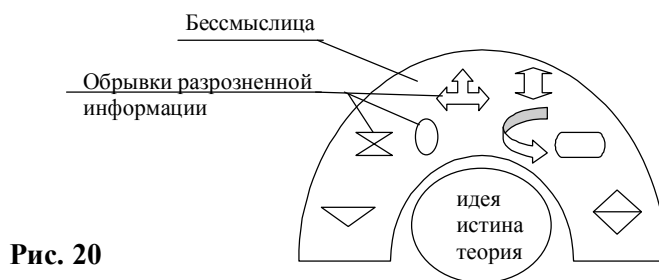 Бессмыслица
Обрывки разрозненной
информации
идея
истина
теория
Рис. 20